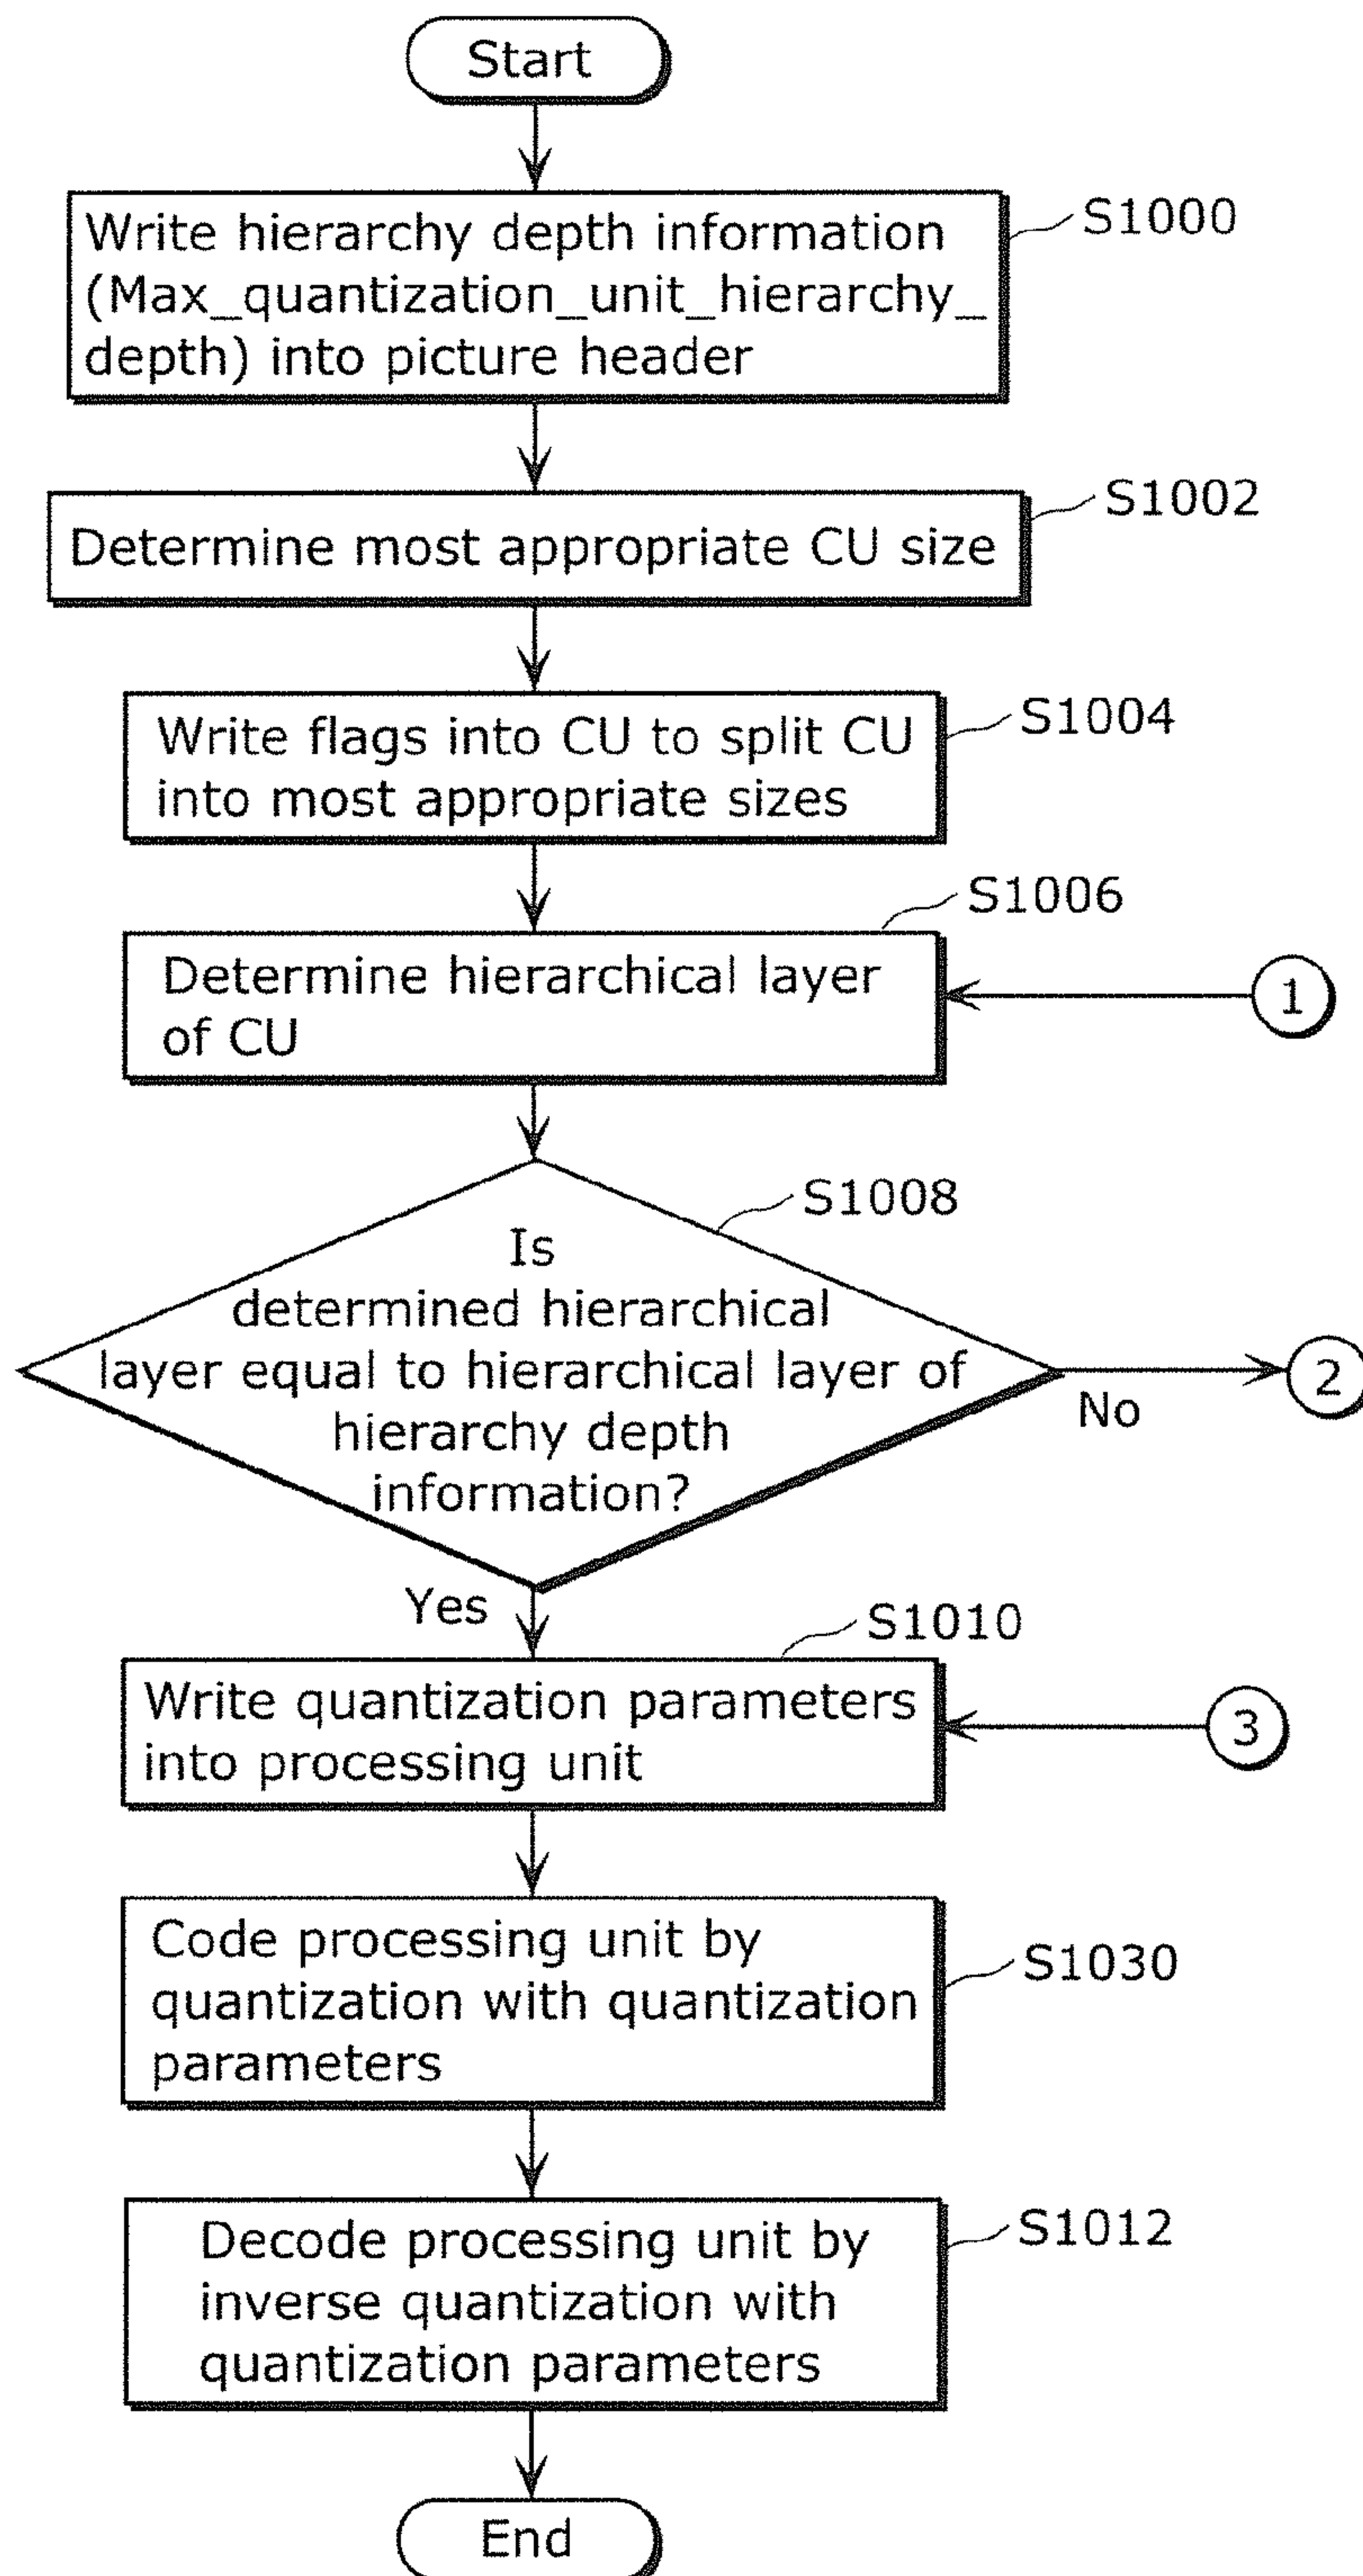 Start
Write hierarchy depth information
(Max_quantization_unit_hierarchy_
depth) into picture header
S1000
Determine most appropriate CU size
S1002
Write flags into CU to split CU
into most appropriate sizes
S1004
Determine hierarchical layer
of CU
S1006
1
Is
determined hierarchical
layer equal to hierarchical layer of
hierarchy depth
information?
S1008
No
2
Yes
Write quantization parameters
into processing unit
S1010
3
Code processing unit by
quantization with quantization
parameters
S1030
Decode processing unit by
inverse quantization with
quantization parameters
S1012
End